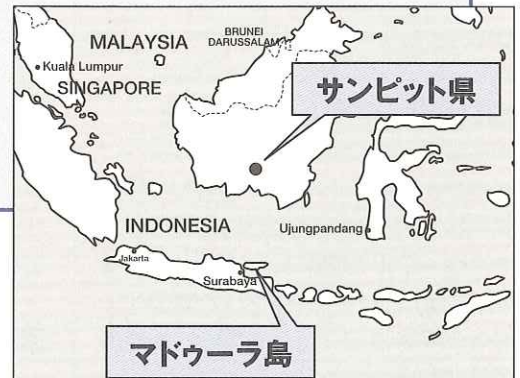 BRUNEI
DARUSSALAM
MALAYSIA
Kuala Lumpur
SINGAPORE
サンピット県
INDONESIA
Ujungpandang
Jakarta
Surabaya
マドゥーラ島